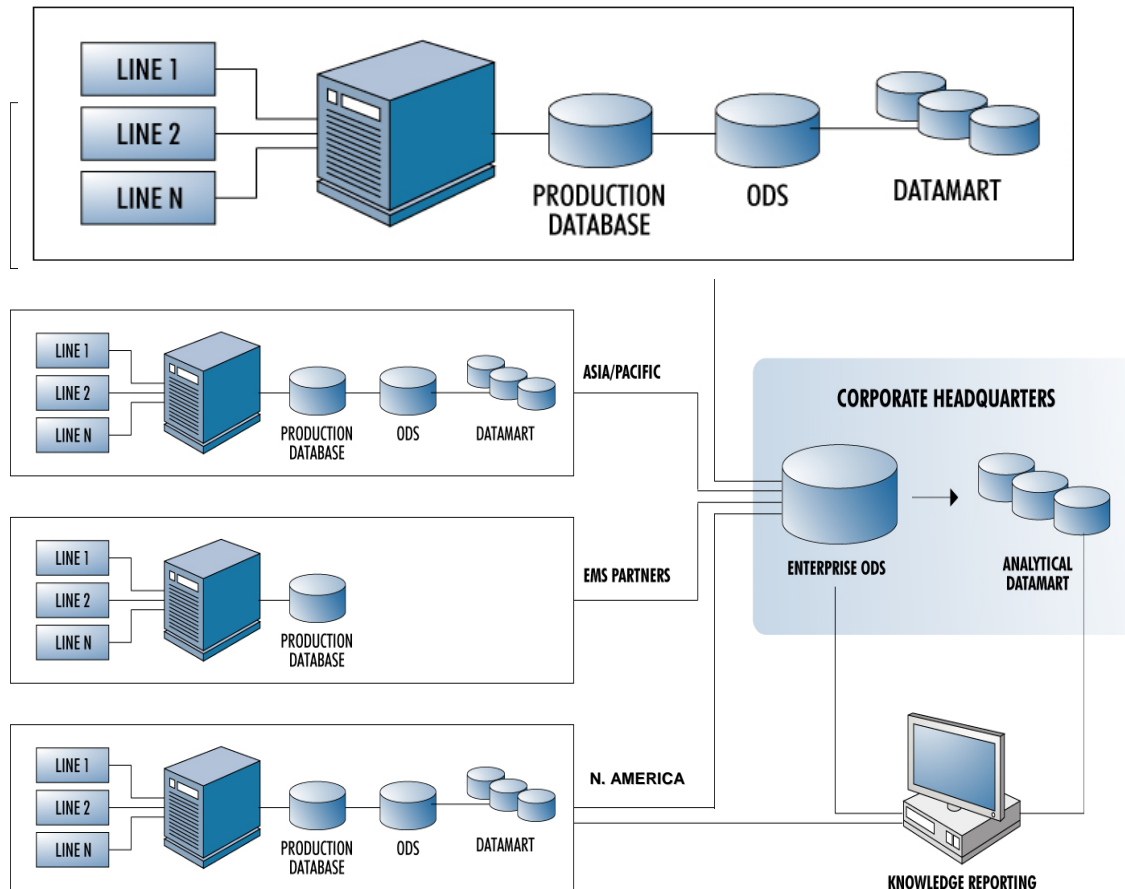 LINE 1
LINE 2
LINE N
PRODUCTION
DATABASE
ODS
DATAMART
LINE 1
LINE 2
LINE N
PRODUCTION
DATABASE
ODS
DATAMART
ASIA/PACIFIC
LINE 1
LINE 2
LINE N
PRODUCTION
DATABASE
EMS PARTNERS
LINE 1
LINE 2
LINE N
PRODUCTION
DATABASE
ODS
DATAMART
N. AMERICA
CORPORATE HEADQUARTERS
ENTERPRISE ODS
ANALYTICAL
DATAMART
KNOWLEDGE REPORTING